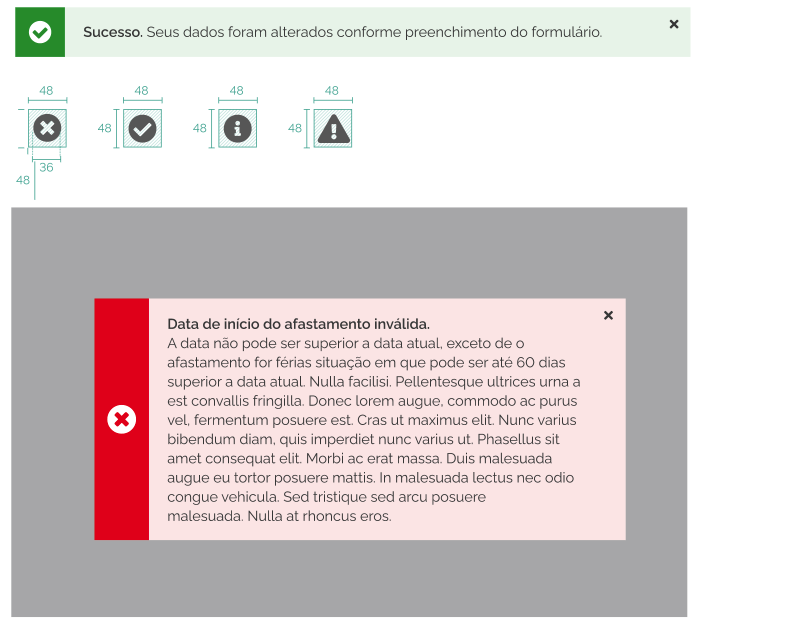 Sucesso. Seus dados foram alterados conforme preenchimento do formulário.
48 48 48 48
48 48 48
36
48
Data de início do afastamento inválida.
A data não pode ser superior a data atual, exceto de o
afastamento for férias situação em que pode ser até 60 dias
superior a data atual. Nulla facilisi. Pellentesque ultrices urna a
est convallis fringilla. Donec lorem augue, commodo ac purus
vel, fermentum posuere est. Cras ut maximus elit. Nunc varius
bibendum diam, quis imperdiet nunc varius ut. Phasellus sit
amet consequat elit. Morbi ac erat massa. Duis malesuada
augue eu tortor posuere mattis. In malesuada lectus nec odio
congue vehicula. Sed tristique sed arcu posuere
malesuada. Nulla at rhoncus eros.